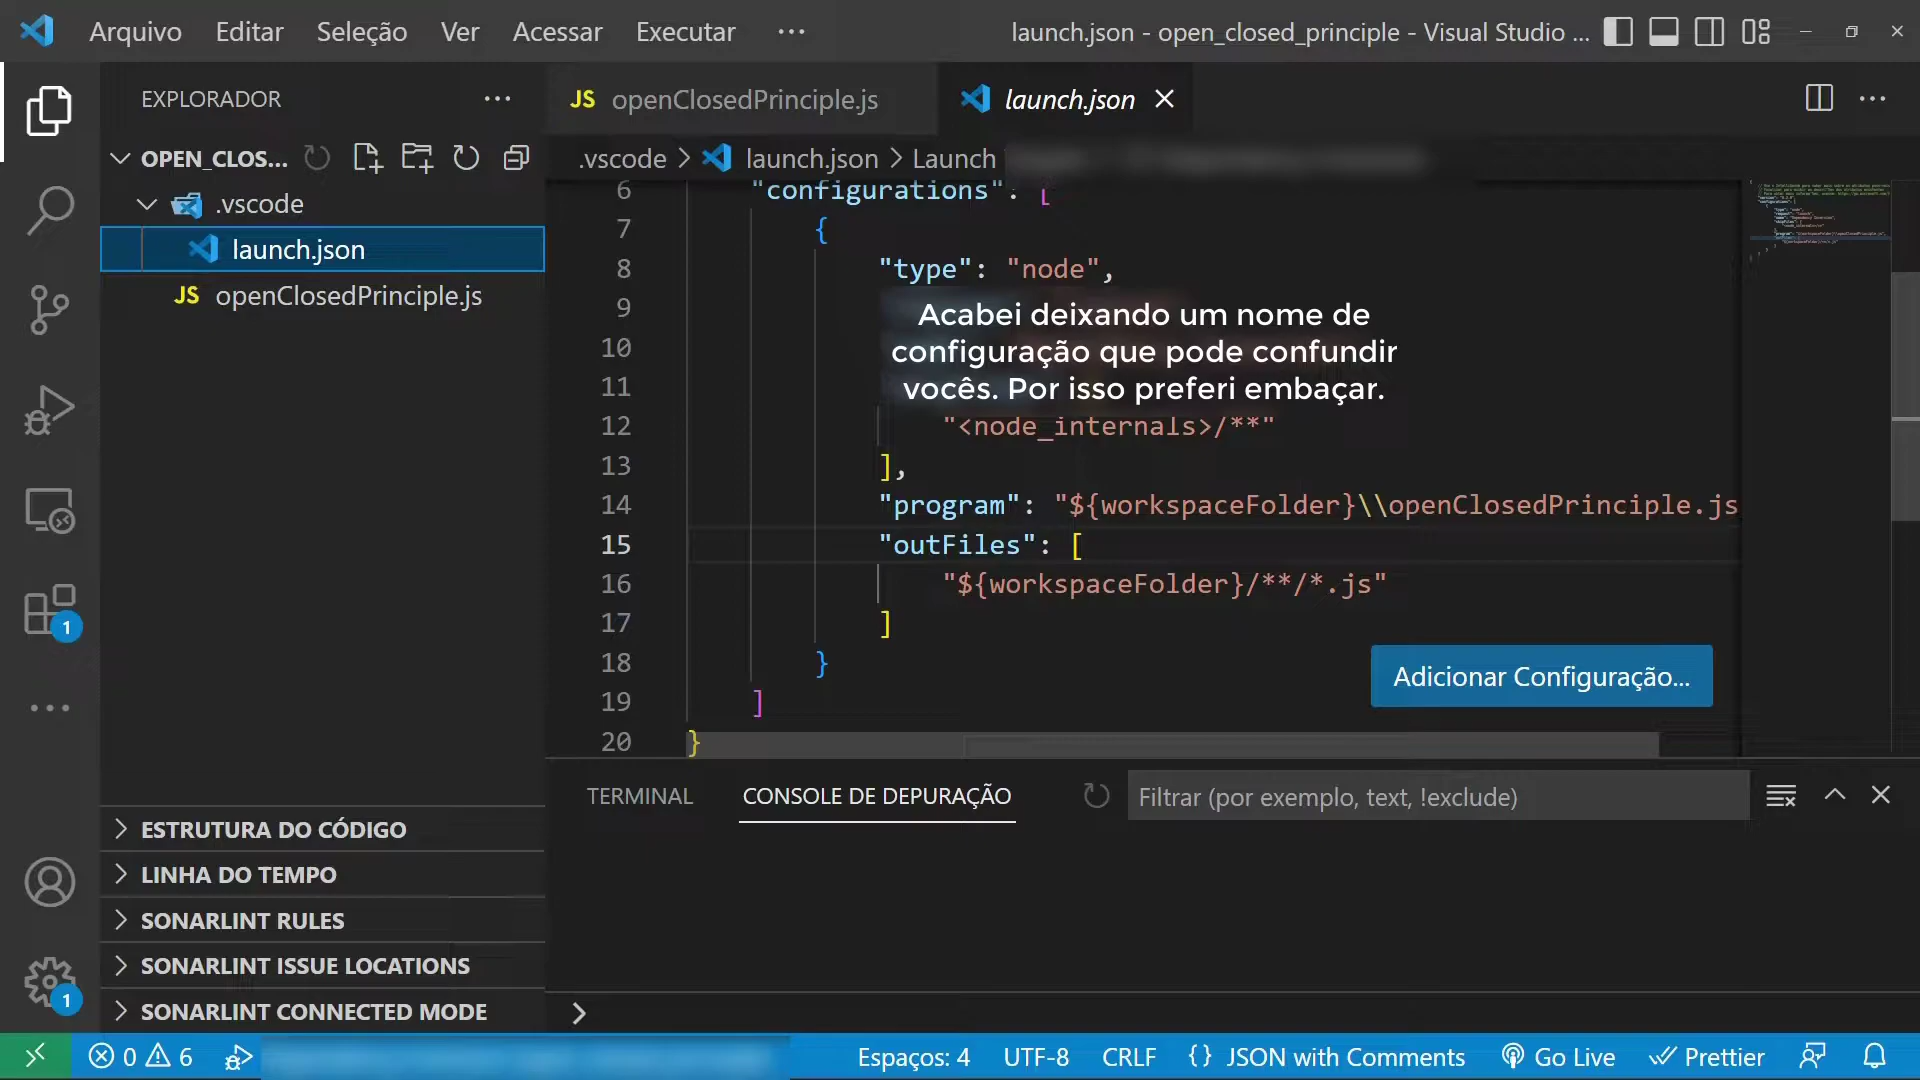 Arquivo Editar Seleção Ver Acessar Executar ··· launch.json - open_closed_principle - Visual Studio ...
EXPLORADOR ···
OPEN_CLOS...
.vscode
launch.json
JS openClosedPrinciple.js
ESTRUTURA DO CÓDIGO
LINHA DO TEMPO
SONARLINT RULES
SONARLINT ISSUE LOCATIONS
SONARLINT CONNECTED MODE
1
1
JS openClosedPrinciple.js launch.json
.vscode > launch.json > Launch
6 "configurations": [
7 {
8 "type": "node",
9
10
11
Acabei deixando um nome de
configuração que pode confundir
vocês. Por isso preferi embaçar.
12 "<node_internals>/**"
13 ],
14 "program": "${workspaceFolder}\\openClosedPrinciple.js
15 "outFiles": [
16 "${workspaceFolder}/**/*.js"
17 ]
18 }
19 ]
20 }
Adicionar Configuração...
TERMINAL CONSOLE DE DEPURAÇÃO Filtrar (por exemplo, text, !exclude)
>
0 6 Espaços: 4 UTF-8 CRLF {} JSON with Comments Go Live Prettier